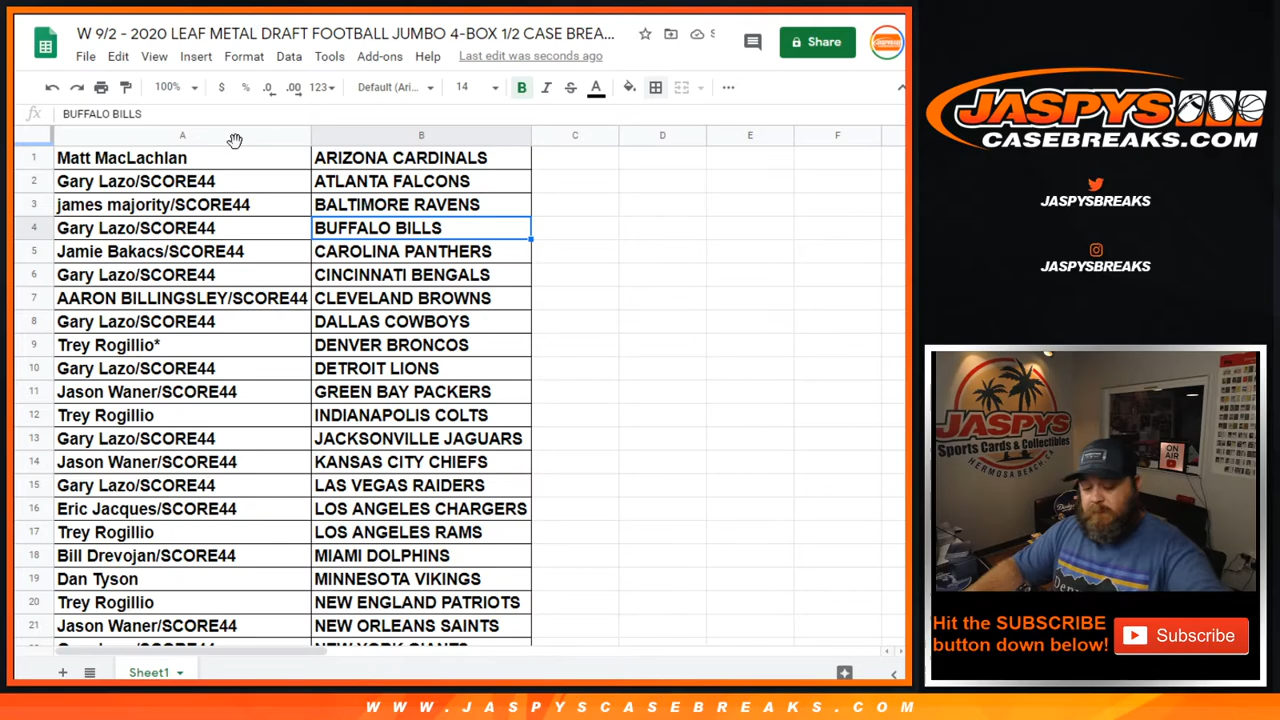 W 9/2 - 2020 LEAF METAL DRAFT FOOTBALL JUMBO 4-BOX 1/2 CASE BREA...
S
Share
File Edit View Insert Format Data Tools Add-ons Help Last edit was seconds ago
100% $ % .0 .00 123 Default (Ari... 14 B I S A
fx BUFFALO BILLS
A B C D E F
1 Matt MacLachlan ARIZONA CARDINALS
2 Gary Lazo/SCORE44 ATLANTA FALCONS
3 james majority/SCORE44 BALTIMORE RAVENS
4 Gary Lazo/SCORE44 BUFFALO BILLS
5 Jamie Bakacs/SCORE44 CAROLINA PANTHERS
6 Gary Lazo/SCORE44 CINCINNATI BENGALS
7 AARON BILLINGSLEY/SCORE44 CLEVELAND BROWNS
8 Gary Lazo/SCORE44 DALLAS COWBOYS
9 Trey Rogillio* DENVER BRONCOS
10 Gary Lazo/SCORE44 DETROIT LIONS
11 Jason Waner/SCORE44 GREEN BAY PACKERS
12 Trey Rogillio INDIANAPOLIS COLTS
13 Gary Lazo/SCORE44 JACKSONVILLE JAGUARS
14 Jason Waner/SCORE44 KANSAS CITY CHIEFS
15 Gary Lazo/SCORE44 LAS VEGAS RAIDERS
16 Eric Jacques/SCORE44 LOS ANGELES CHARGERS
17 Trey Rogillio LOS ANGELES RAMS
18 Bill Drevojan/SCORE44 MIAMI DOLPHINS
19 Dan Tyson MINNESOTA VIKINGS
20 Trey Rogillio NEW ENGLAND PATRIOTS
21 Jason Waner/SCORE44 NEW ORLEANS SAINTS
NEW YORK GIANTS
Sheet1
JASPYS
CASEBREAKS.COM
JASPYSBREAKS
JASPYSBREAKS
JASPYS
Sports Cards & Collectibles
HERMOSA BEACH, CA
ON AIR
Hit the SUBSCRIBE
button down below!
Subscribe
WWW.JASPYSCASEBREAKS.COM